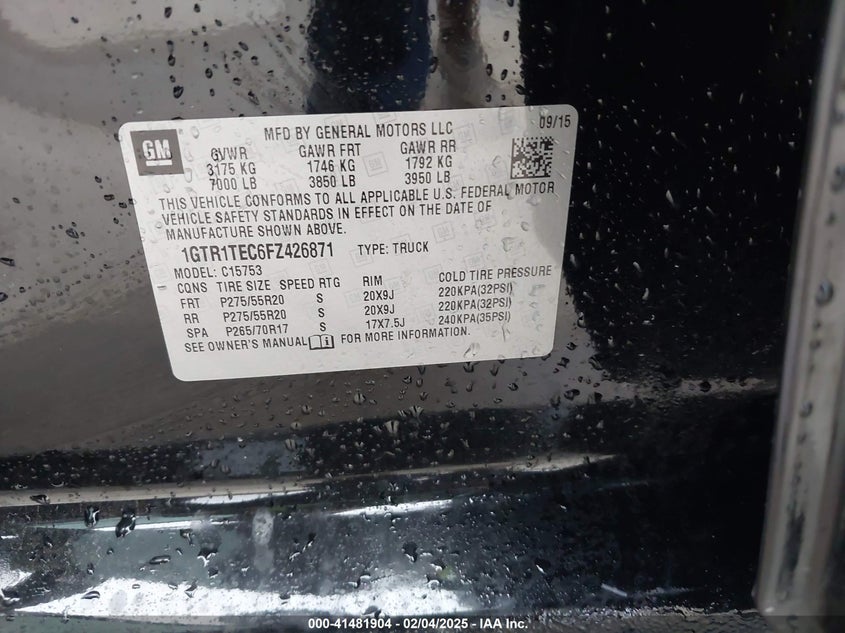 MFD BY GENERAL MOTORS LLC 09/15
GM
GVWR GAWR FRT GAWR RR
3175 KG 1746 KG 1792 KG
7000 LB 3850 LB 3950 LB
THIS VEHICLE CONFORMS TO ALL APPLICABLE U.S. FEDERAL MOTOR
VEHICLE SAFETY STANDARDS IN EFFECT ON THE DATE OF
MANUFACTURE SHOWN ABOVE.
1GTR1TEC6FZ426871 TYPE: TRUCK
MODEL: C15753
CQNS TIRE SIZE SPEED RTG RIM COLD TIRE PRESSURE
FRT P275/55R20 S 20X9J 220KPA(32PSI)
RR P275/55R20 S 20X9J 220KPA(32PSI)
SPA P265/70R17 S 17X7.5J 240KPA(35PSI)
SEE OWNER'S MANUAL FOR MORE INFORMATION.
000-41481904 - 02/04/2025 - IAA Inc.